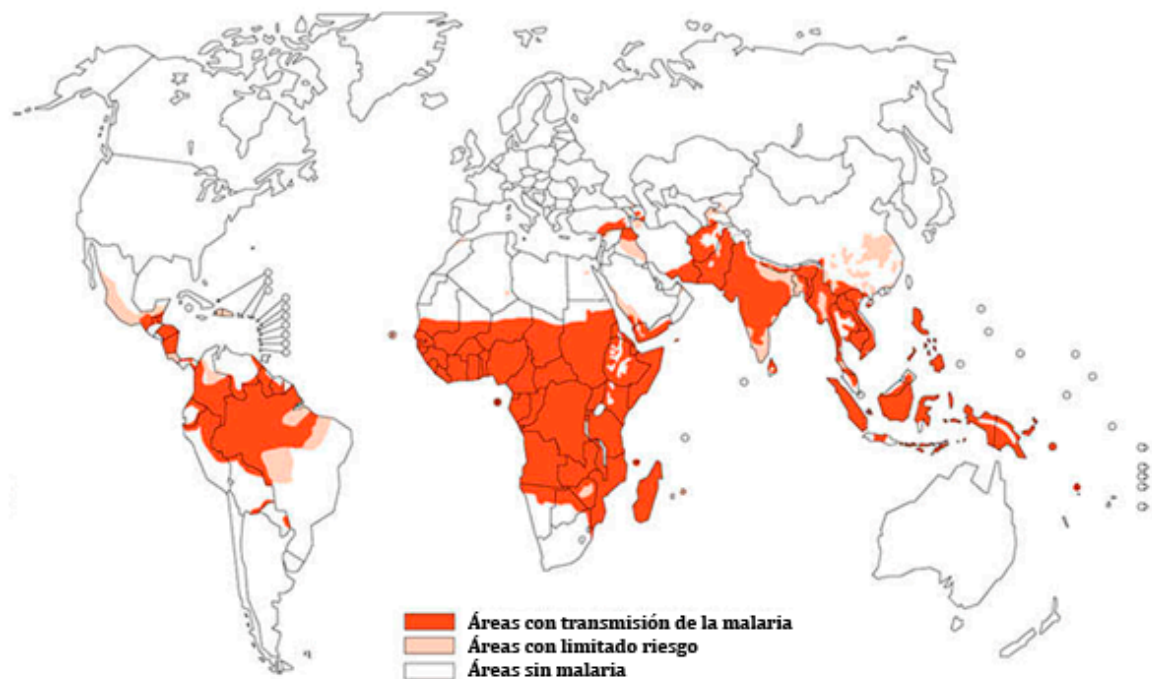 Áreas con transmisión de la malaria
Áreas con limitado riesgo
Áreas sin malaria